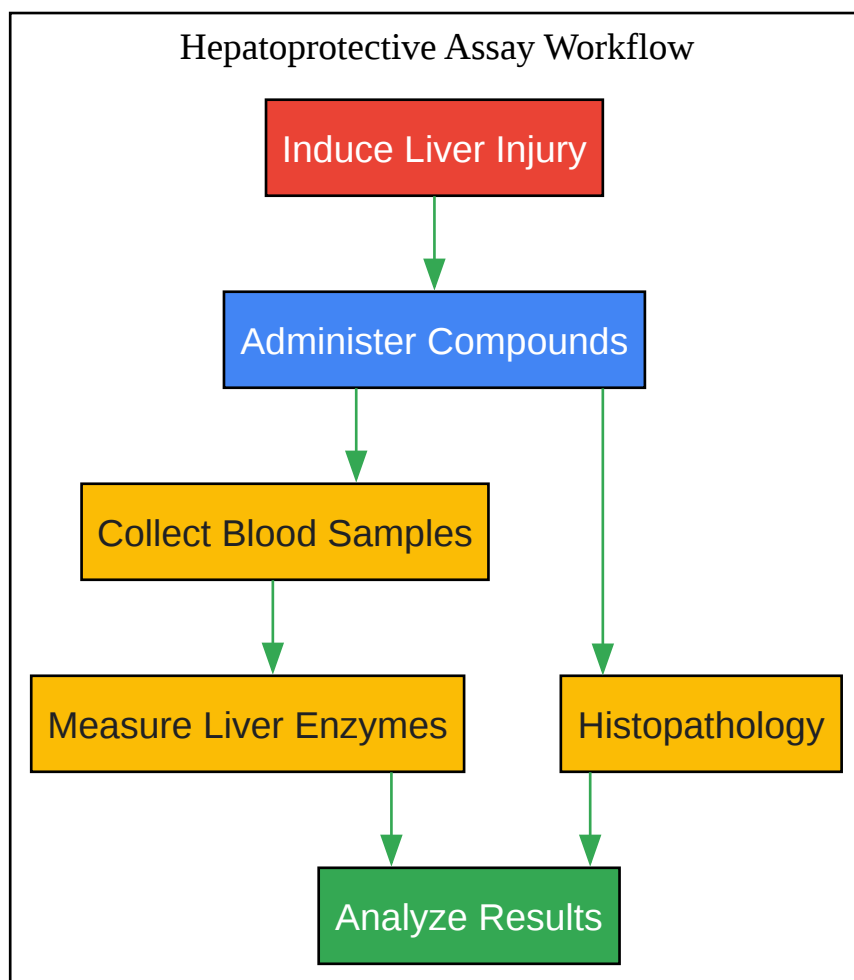 Hepatoprotective Assay Workflow
Induce Liver Injury
Administer Compounds
Collect Blood Samples
Measure Liver Enzymes
Histopathology
Analyze Results